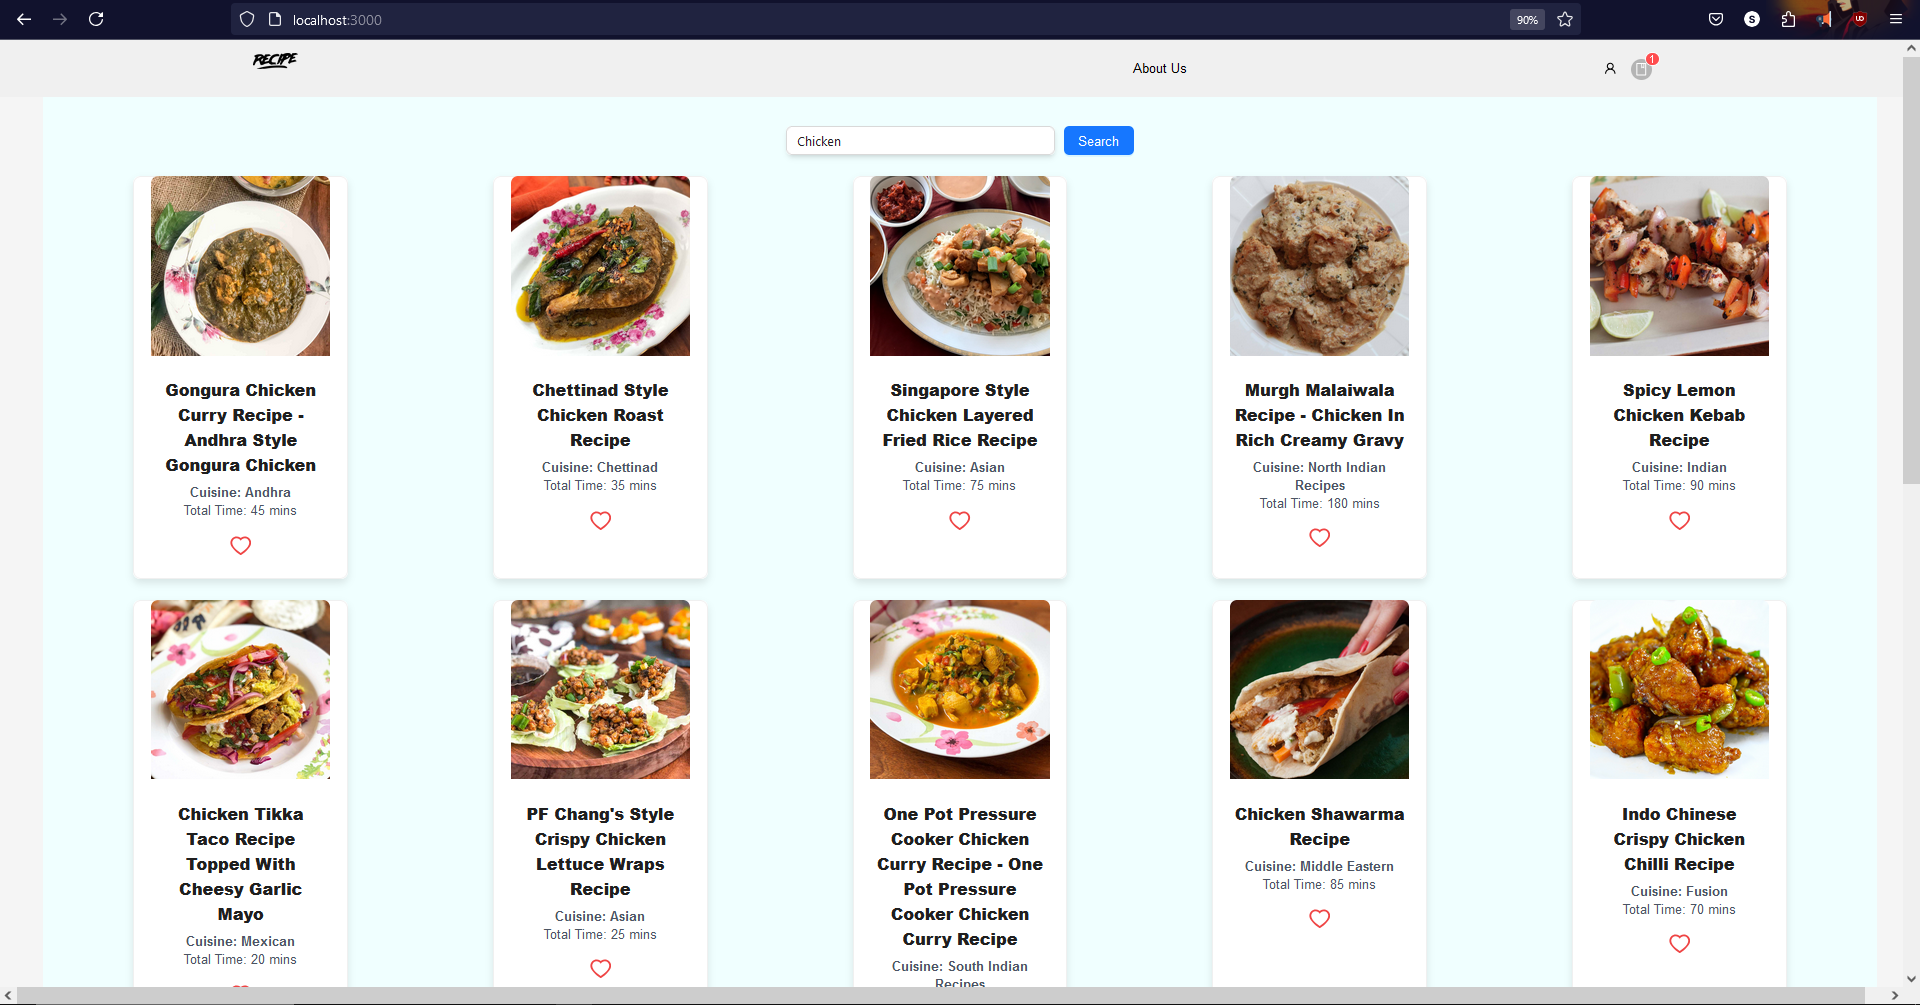 localhost:3000
90%
S
UD
RECIPE
About Us
1
Chicken
Search
Gongura Chicken
Curry Recipe -
Andhra Style
Gongura Chicken
Cuisine: Andhra
Total Time: 45 mins
Chettinad Style
Chicken Roast
Recipe
Cuisine: Chettinad
Total Time: 35 mins
Singapore Style
Chicken Layered
Fried Rice Recipe
Cuisine: Asian
Total Time: 75 mins
Murgh Malaiwala
Recipe - Chicken In
Rich Creamy Gravy
Cuisine: North Indian
Recipes
Total Time: 180 mins
Spicy Lemon
Chicken Kebab
Recipe
Cuisine: Indian
Total Time: 90 mins
Chicken Tikka
Taco Recipe
Topped With
Cheesy Garlic
Mayo
Cuisine: Mexican
Total Time: 20 mins
PF Chang's Style
Crispy Chicken
Lettuce Wraps
Recipe
Cuisine: Asian
Total Time: 25 mins
One Pot Pressure
Cooker Chicken
Curry Recipe - One
Pot Pressure
Cooker Chicken
Curry Recipe
Cuisine: South Indian
Recipes
Chicken Shawarma
Recipe
Cuisine: Middle Eastern
Total Time: 85 mins
Indo Chinese
Crispy Chicken
Chilli Recipe
Cuisine: Fusion
Total Time: 70 mins